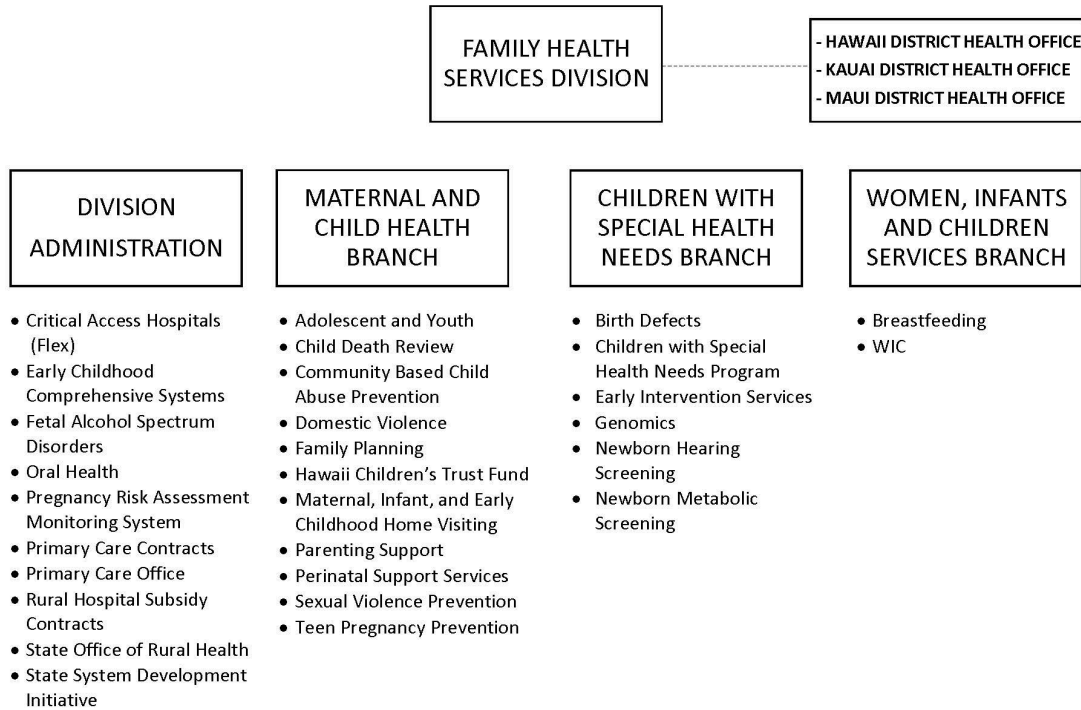 FAMILY HEALTH
SERVICES DIVISION
- HAWAII DISTRICT HEALTH OFFICE
- KAUAI DISTRICT HEALTH OFFICE
- MAUI DISTRICT HEALTH OFFICE
DIVISION
ADMINISTRATION
• Critical Access Hospitals
(Flex)
• Early Childhood
Comprehensive Systems
• Fetal Alcohol Spectrum
Disorders
• Oral Health
• Pregnancy Risk Assessment
Monitoring System
• Primary Care Contracts
• Primary Care Office
• Rural Hospital Subsidy
Contracts
• State Office of Rural Health
• State System Development
Initiative
MATERNAL AND
CHILD HEALTH
BRANCH
• Adolescent and Youth
• Child Death Review
• Community Based Child
Abuse Prevention
• Domestic Violence
• Family Planning
• Hawaii Children’s Trust Fund
• Maternal, Infant, and Early
Childhood Home Visiting
• Parenting Support
• Perinatal Support Services
• Sexual Violence Prevention
• Teen Pregnancy Prevention
CHILDREN WITH
SPECIAL HEALTH
NEEDS BRANCH
• Birth Defects
• Children with Special
Health Needs Program
• Early Intervention Services
• Genomics
• Newborn Hearing
Screening
• Newborn Metabolic
Screening
WOMEN, INFANTS
AND CHILDREN
SERVICES BRANCH
• Breastfeeding
• WIC